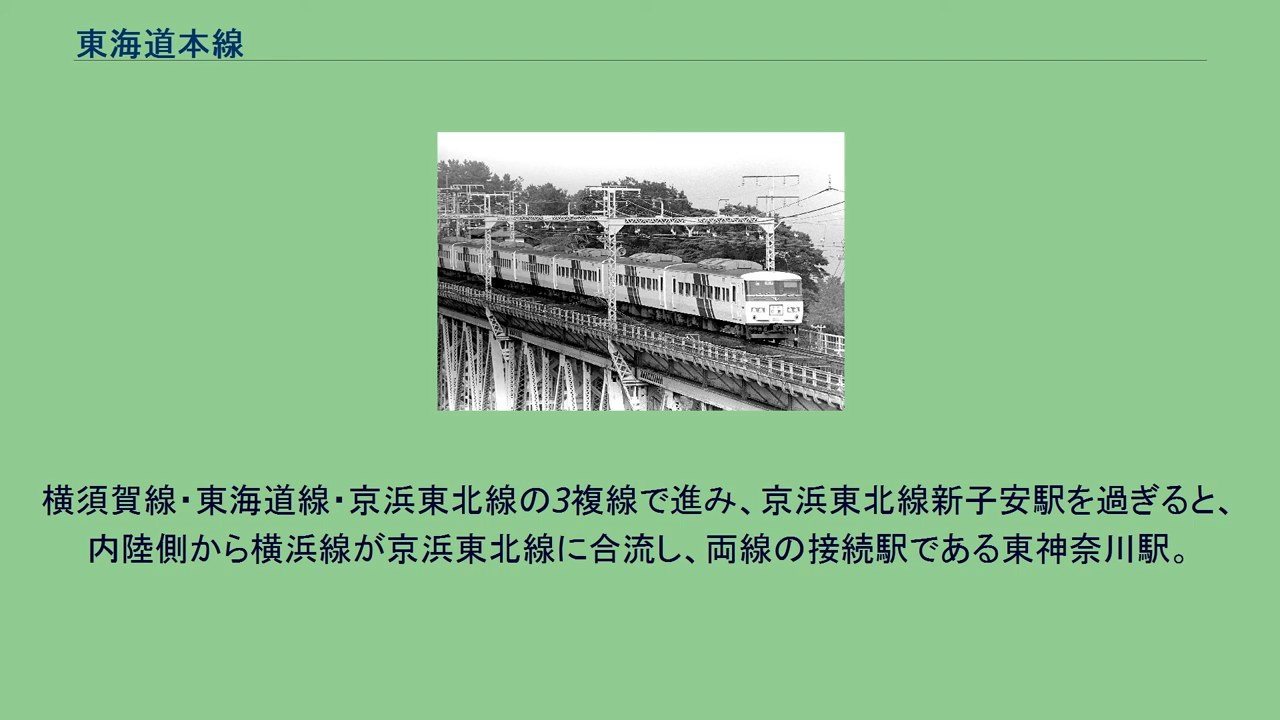 東海道本線
横須賀線・東海道線・京浜東北線の3複線で進み、京浜東北線新子安駅を過ぎると、
内陸側から横浜線が京浜東北線に合流し、両線の接続駅である東神奈川駅。